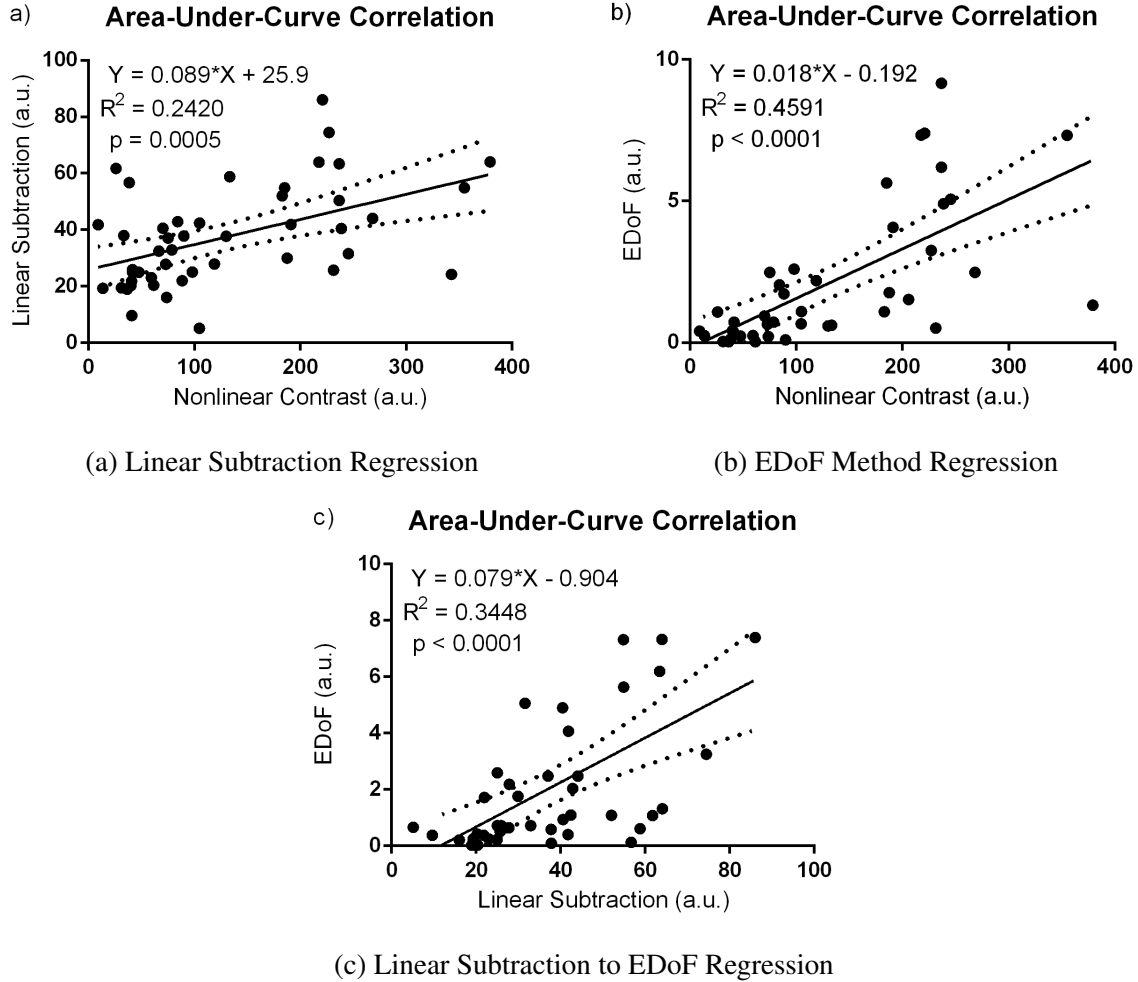 a)
Area-Under-Curve Correlation
Y = 0.089*X + 25.9
R² = 0.2420
p = 0.0005
Linear Subtraction (a.u.)
100
80
60
40
20
0
0 100 200 300 400
Nonlinear Contrast (a.u.)
(a) Linear Subtraction Regression
b)
Area-Under-Curve Correlation
Y = 0.018*X - 0.192
R² = 0.4591
p < 0.0001
EDoF (a.u.)
10
5
0
0 100 200 300 400
Nonlinear Contrast (a.u.)
(b) EDoF Method Regression
c)
Area-Under-Curve Correlation
Y = 0.079*X - 0.904
R² = 0.3448
p < 0.0001
EDoF (a.u.)
10
8
6
4
2
0
0 20 40 60 80 100
Linear Subtraction (a.u.)
(c) Linear Subtraction to EDoF Regression